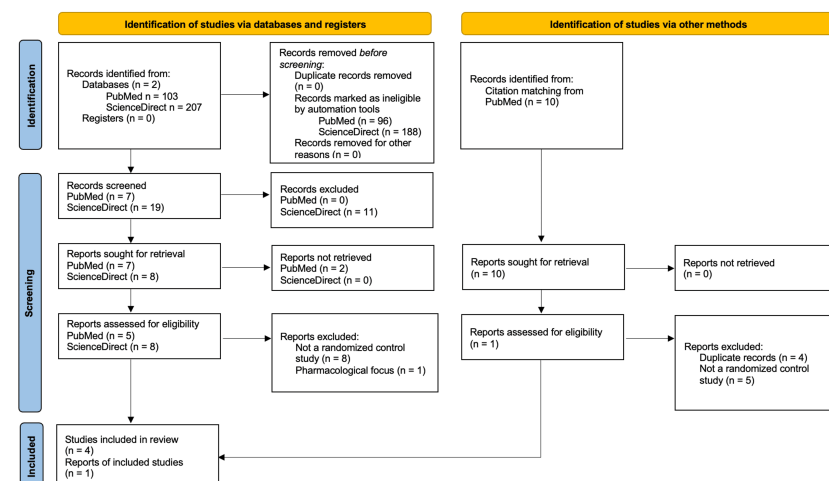 Identification of studies via databases and registers
Identification of studies via other methods
Identification
Records identified from:
Databases (n = 2)
PubMed n = 103
ScienceDirect n = 207
Registers (n = 0)
Records removed before
screening:
Duplicate records removed
(n = 0)
Records marked as ineligible
by automation tools
PubMed (n = 96)
ScienceDirect (n = 188)
Records removed for other
reasons (n = 0)
Records identified from:
Citation matching from
PubMed (n = 10)
Screening
Records screened
PubMed (n = 7)
ScienceDirect (n = 19)
Records excluded
PubMed (n = 0)
ScienceDirect (n = 11)
Reports sought for retrieval
PubMed (n = 7)
ScienceDirect (n = 8)
Reports not retrieved
PubMed (n = 2)
ScienceDirect (n = 0)
Reports sought for retrieval
(n = 10)
Reports not retrieved
(n = 0)
Reports assessed for eligibility
PubMed (n = 5)
ScienceDirect (n = 8)
Reports excluded:
Not a randomized control
study (n = 8)
Pharmacological focus (n = 1)
Reports assessed for eligibility
(n = 1)
Reports excluded:
Duplicate records (n = 4)
Not a randomized control
study (n = 5)
Included
Studies included in review
(n = 4)
Reports of included studies
(n = 1)